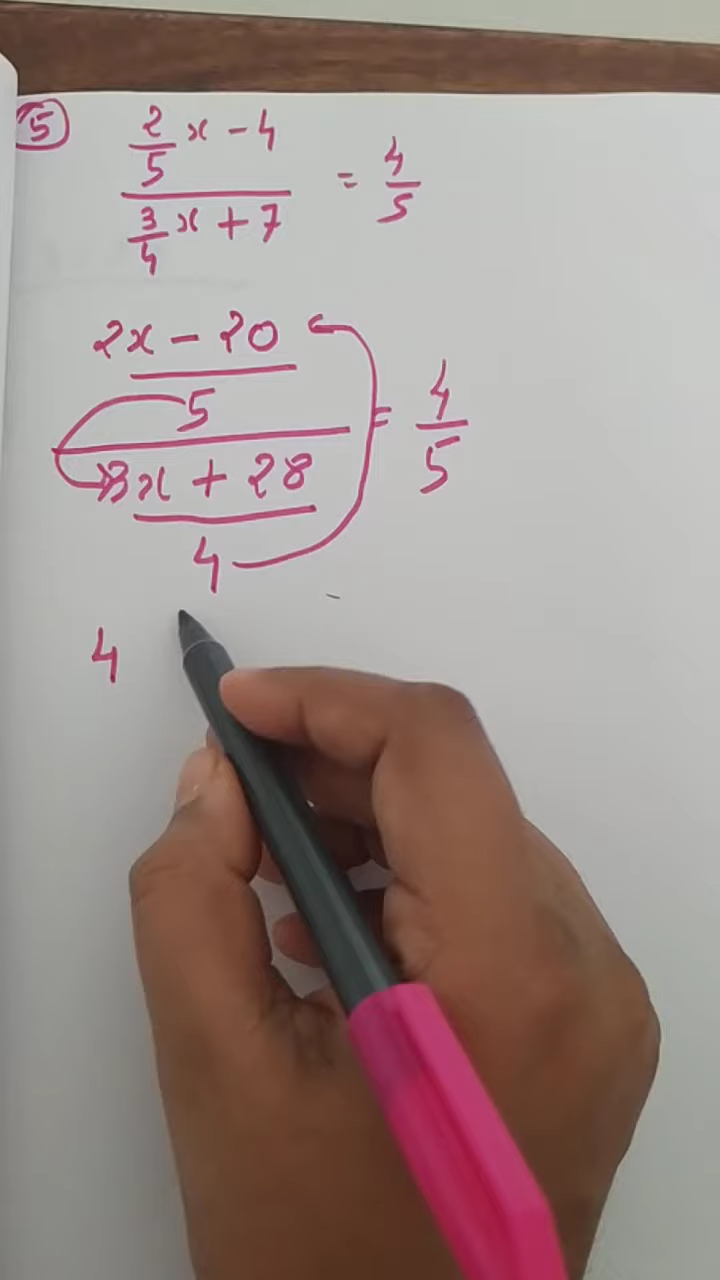 5 (2/5 x - 4)/(3/4 x + 7) = 4/5
((2x - 20)/5)/((3x + 28)/4) = 4/5
4